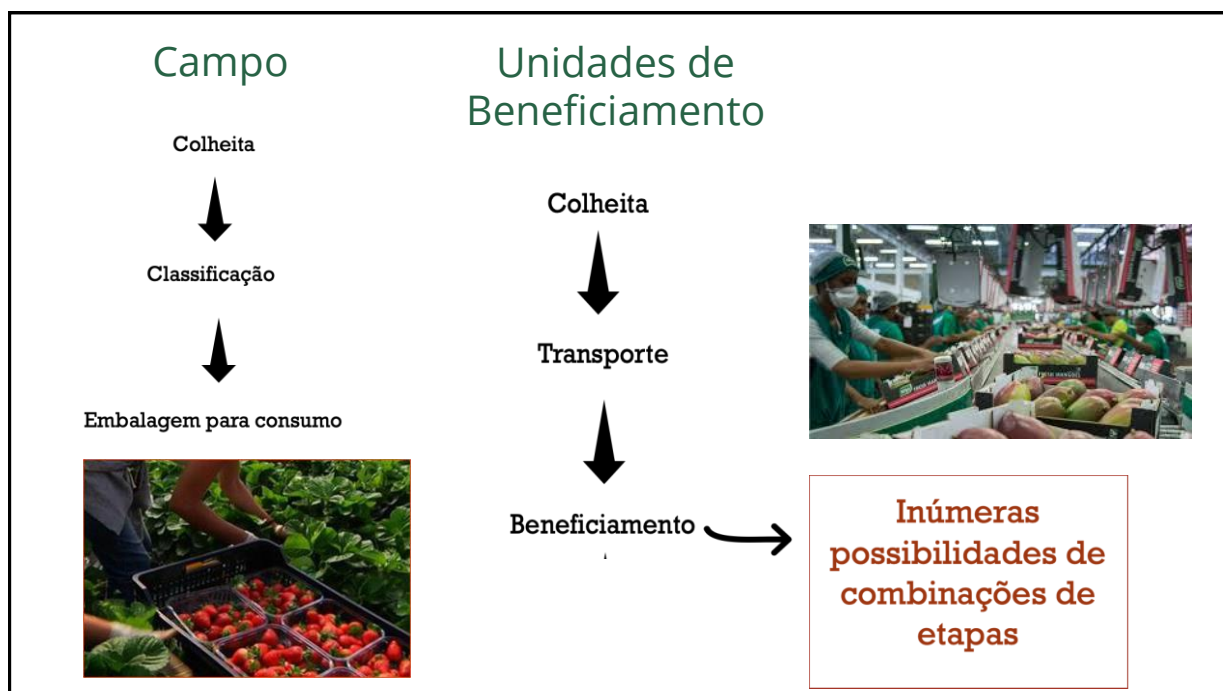 Campo
Colheita
Classificação
Embalagem para consumo
Unidades de
Beneficiamento
Colheita
Transporte
Beneficiamento
Inúmeras
possibilidades de
combinações de
etapas